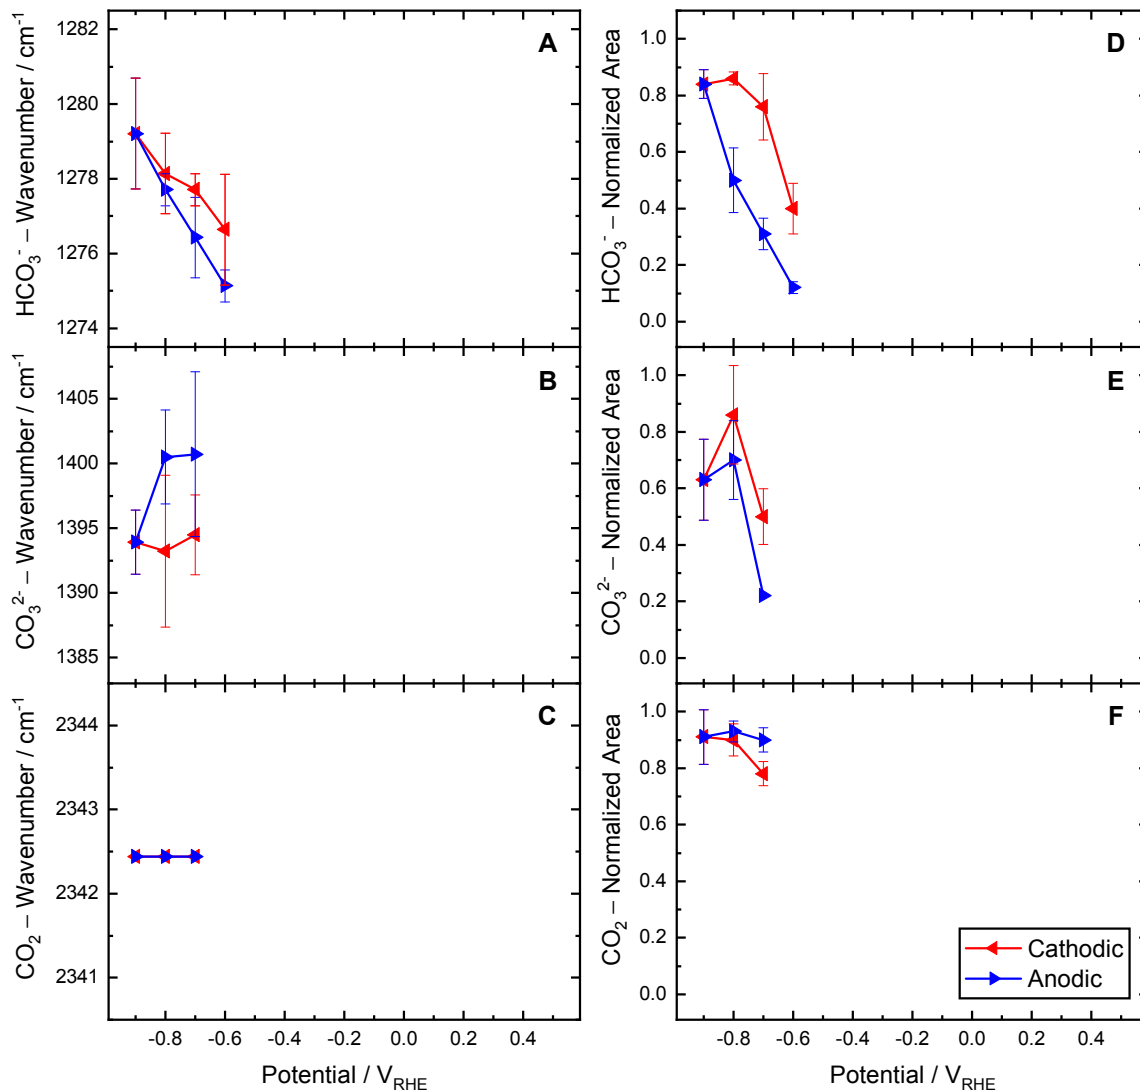 HCO₃⁻ – Wavenumber / cm⁻¹
1282
1280
1278
1276
1274
A
HCO₃⁻ – Normalized Area
1.0
0.8
0.6
0.4
0.2
0.0
D
CO₃²⁻ – Wavenumber / cm⁻¹
1405
1400
1395
1390
1385
B
CO₃²⁻ – Normalized Area
1.0
0.8
0.6
0.4
0.2
0.0
E
CO₂ – Wavenumber / cm⁻¹
2344
2343
2342
2341
C
CO₂ – Normalized Area
1.0
0.8
0.6
0.4
0.2
0.0
F
Cathodic
Anodic
-0.8 -0.6 -0.4 -0.2 0.0 0.2 0.4
Potential / V_RHE
-0.8 -0.6 -0.4 -0.2 0.0 0.2 0.4
Potential / V_RHE